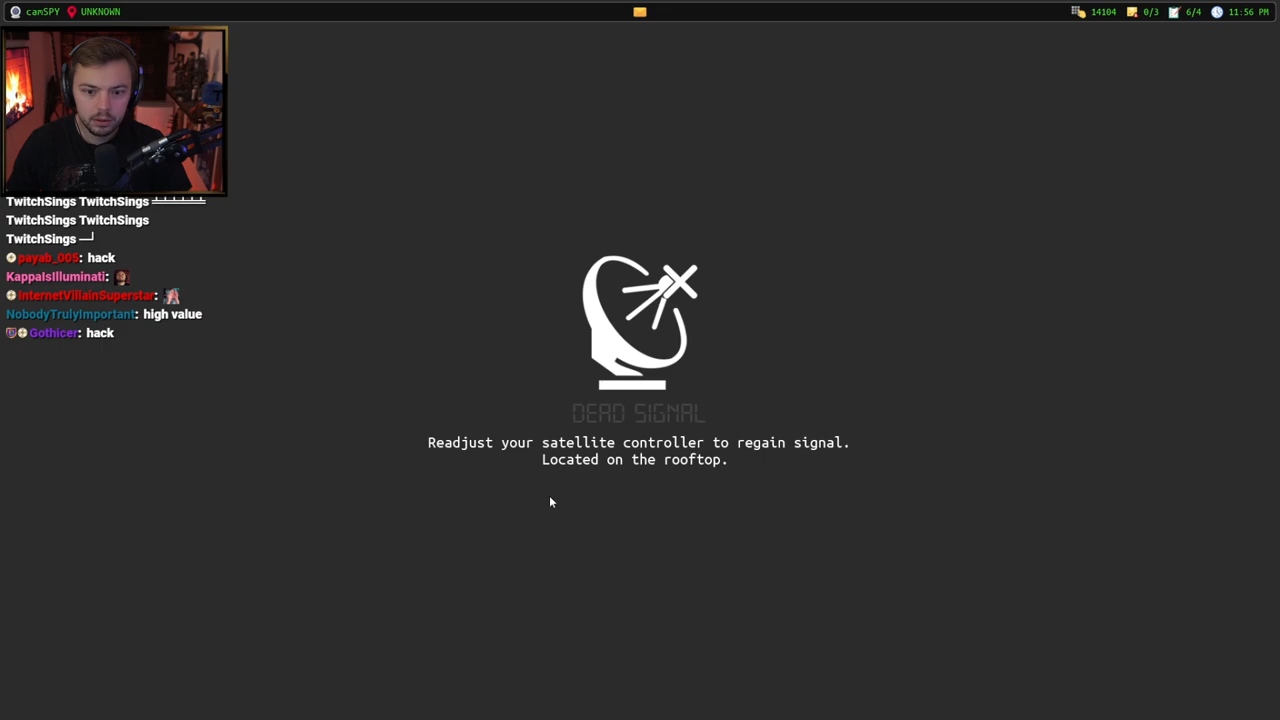 camSPY UNKNOWN 14104 0/3 6/4 11:56 PM
TwitchSings TwitchSings
TwitchSings TwitchSings
TwitchSings
payab_005: hack
KappaIsIlluminati:
InternetVillainSuperstar:
NobodyTrulyImportant: high value
Gothicer: hack
DEAD SIGNAL
Readjust your satellite controller to regain signal.
Located on the rooftop.